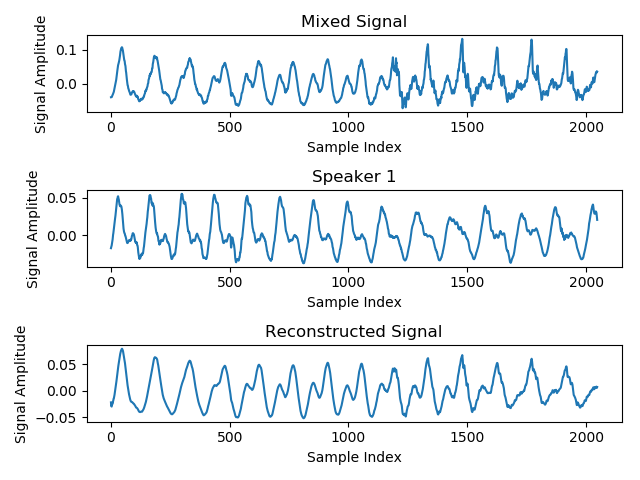 Mixed Signal
Signal Amplitude
0.1
0.0
0 500 1000 1500 2000
Sample Index
Speaker 1
Signal Amplitude
0.05
0.00
0 500 1000 1500 2000
Sample Index
Reconstructed Signal
Signal Amplitude
0.05
0.00
−0.05
0 500 1000 1500 2000
Sample Index